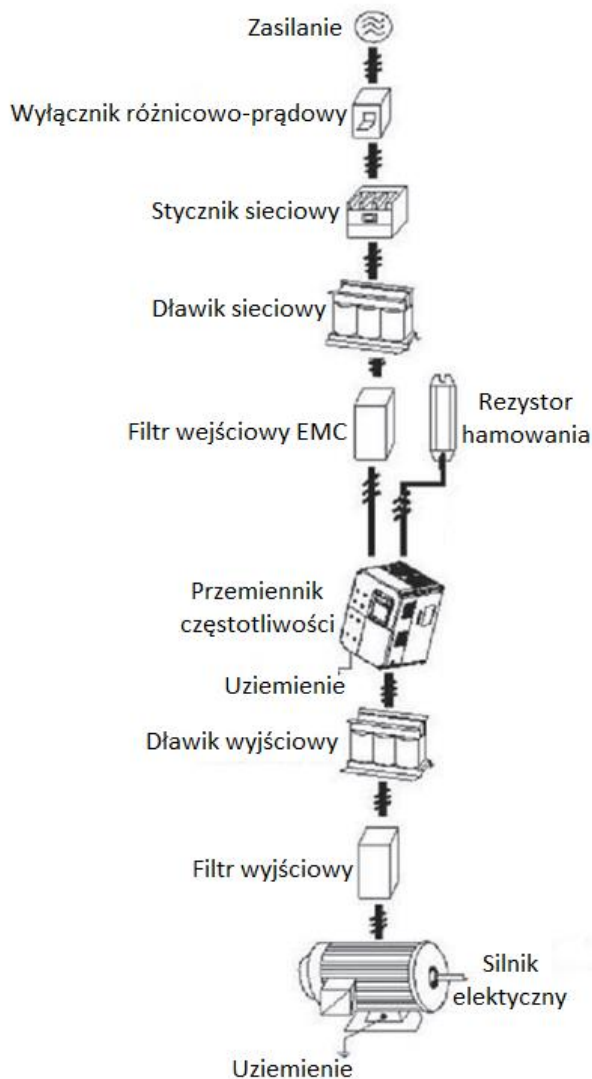 Zasilanie
Wyłącznik różnicowo-prądowy
Stycznik sieciowy
Dławik sieciowy
Filtr wejściowy EMC
Rezystor
hamowania
Przemiennik
częstotliwości
Uziemienie
Dławik wyjściowy
Filtr wyjściowy
Silnik
elektyczny
Uziemienie